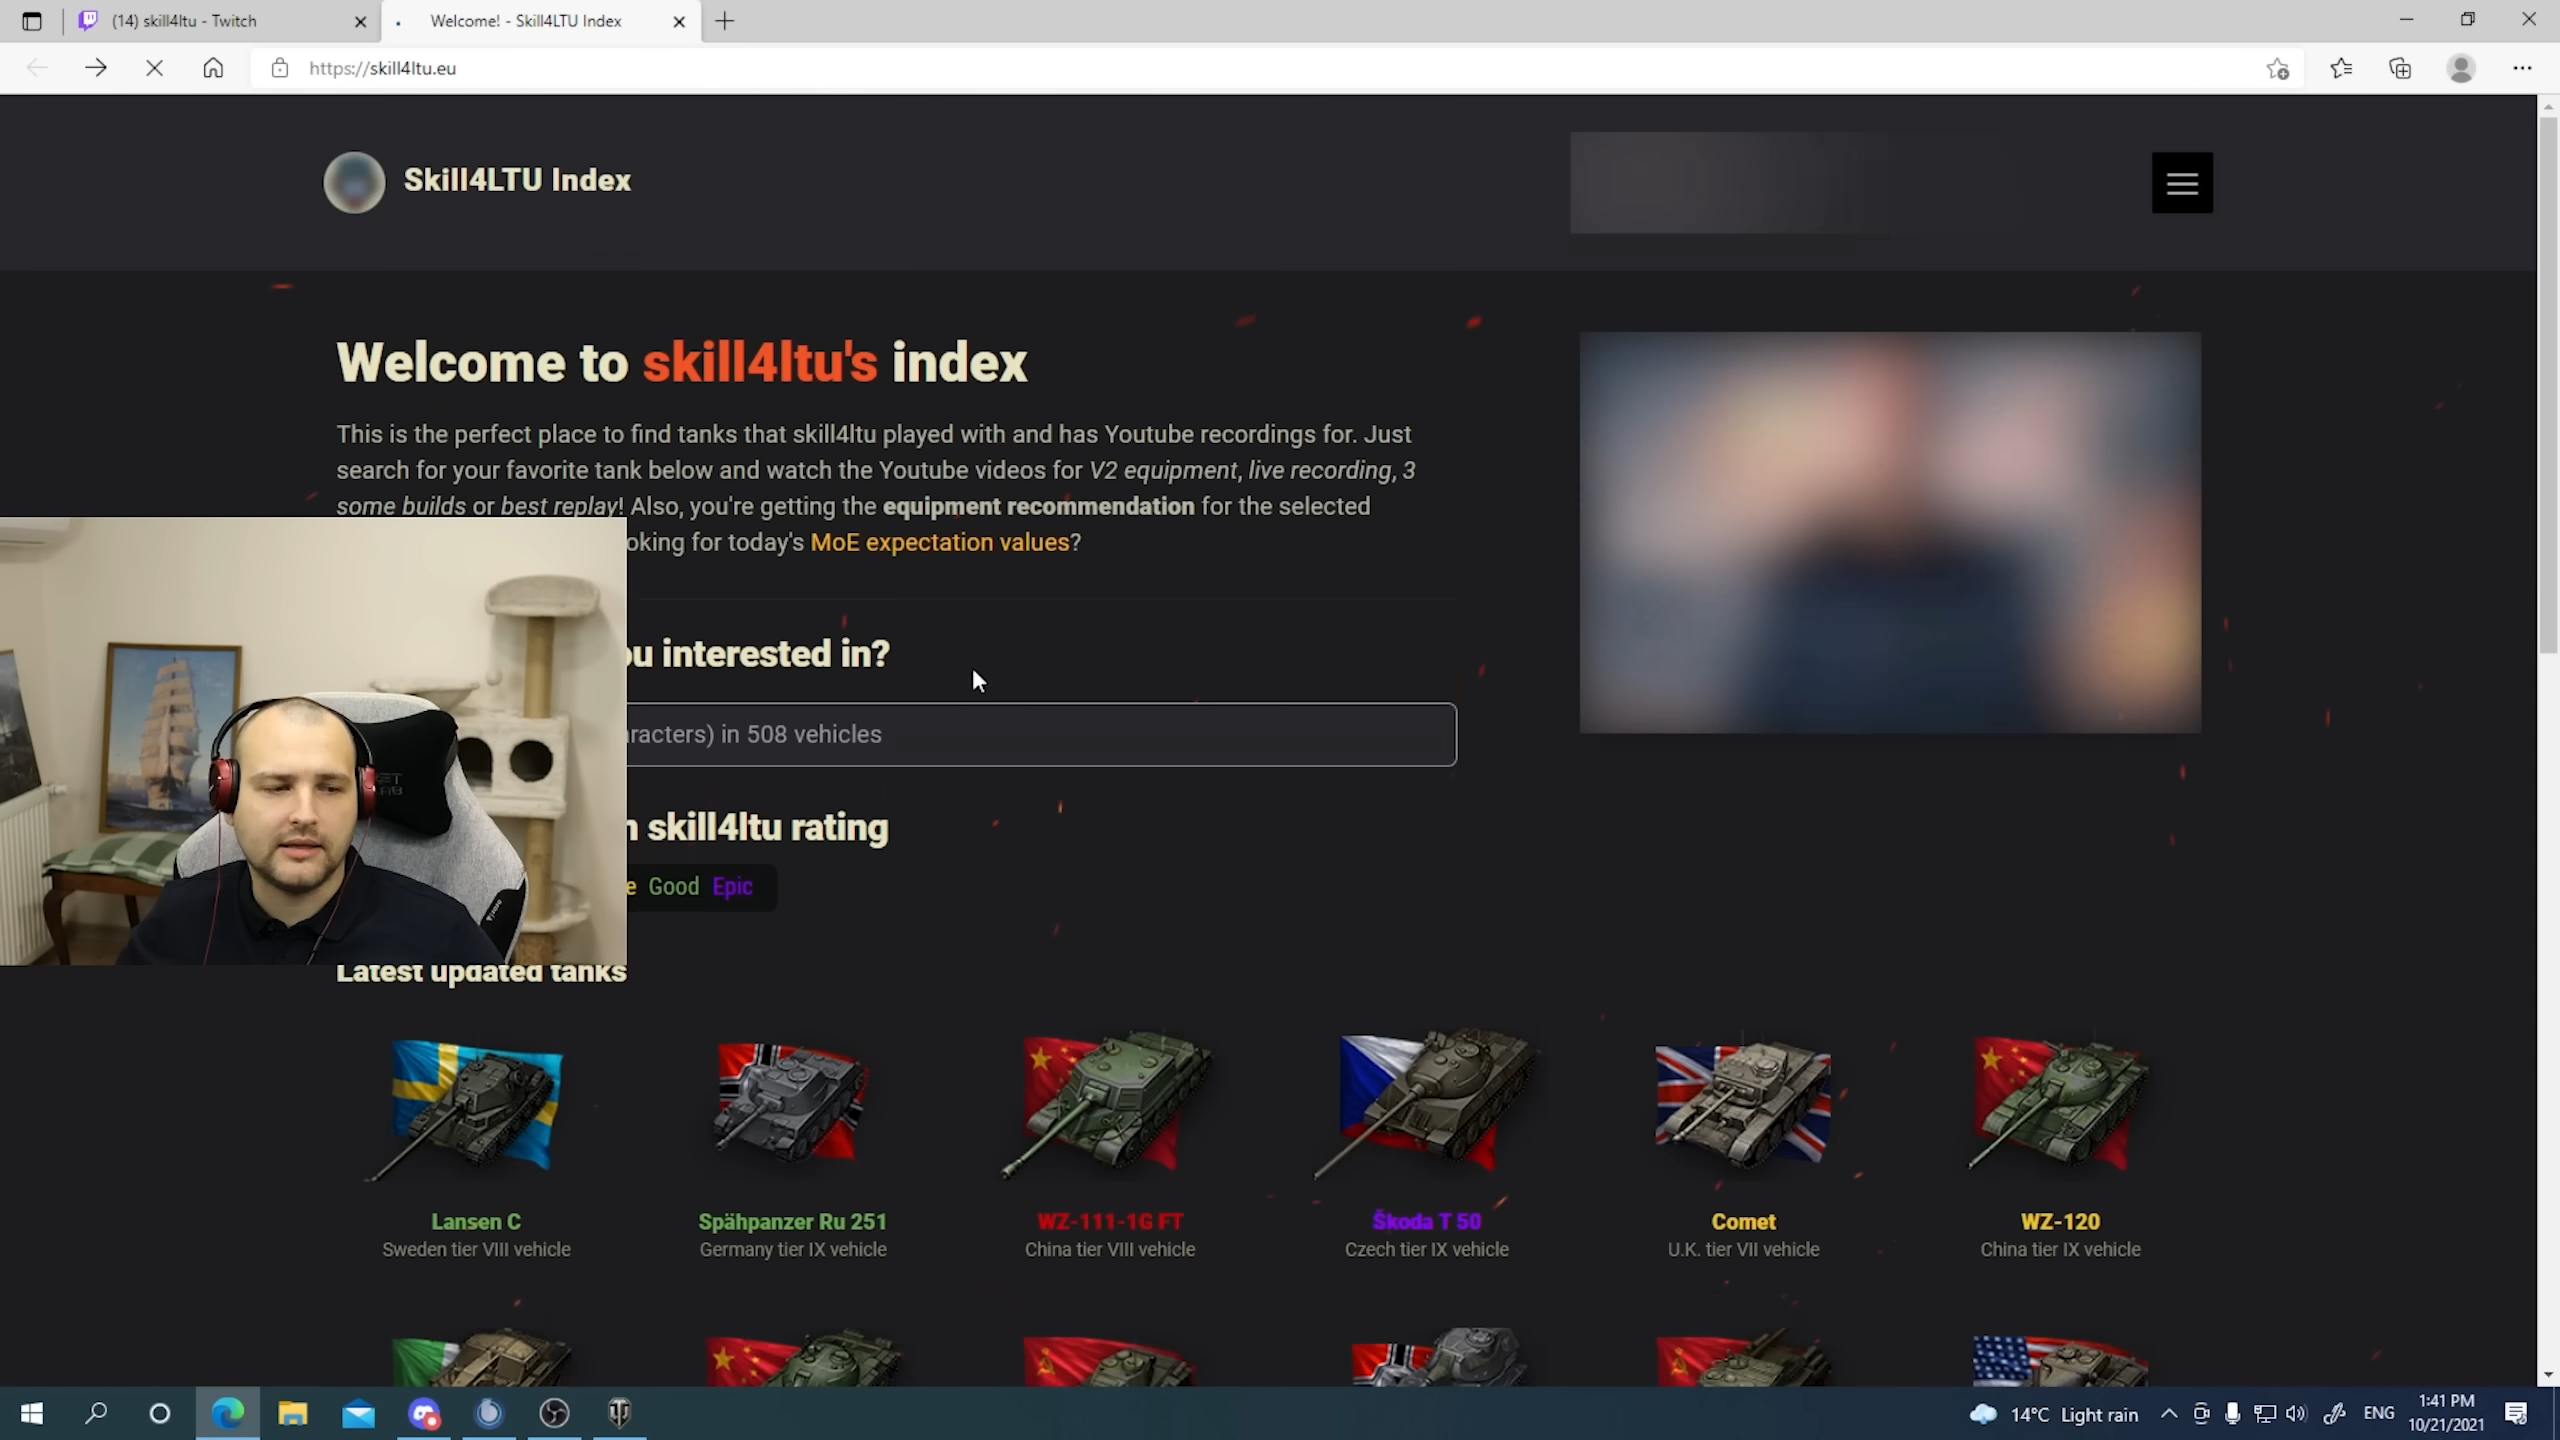 (14) skill4ltu - Twitch
Welcome! - Skill4LTU Index
https://skill4ltu.eu
Skill4LTU Index
Welcome to skill4ltu's index
This is the perfect place to find tanks that skill4ltu played with and has Youtube recordings for. Just
search for your favorite tank below and watch the Youtube videos for V2 equipment, live recording, 3
some builds or best replay! Also, you're getting the equipment recommendation for the selected
oking for today's MoE expectation values?
ou interested in?
racters) in 508 vehicles
n skill4ltu rating
e Good Epic
Latest updated tanks
Lansen C
Sweden tier VIII vehicle
Spähpanzer Ru 251
Germany tier IX vehicle
WZ-111-1G FT
China tier VIII vehicle
Škoda T 50
Czech tier IX vehicle
Comet
U.K. tier VII vehicle
WZ-120
China tier IX vehicle
14°C Light rain
ENG
1:41 PM
10/21/2021